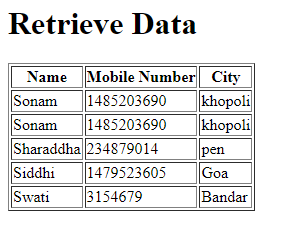 Retrieve Data
Name Mobile Number City
Sonam 1485203690 khopoli
Sonam 1485203690 khopoli
Sharaddha 234879014 pen
Siddhi 1479523605 Goa
Swati 3154679 Bandar